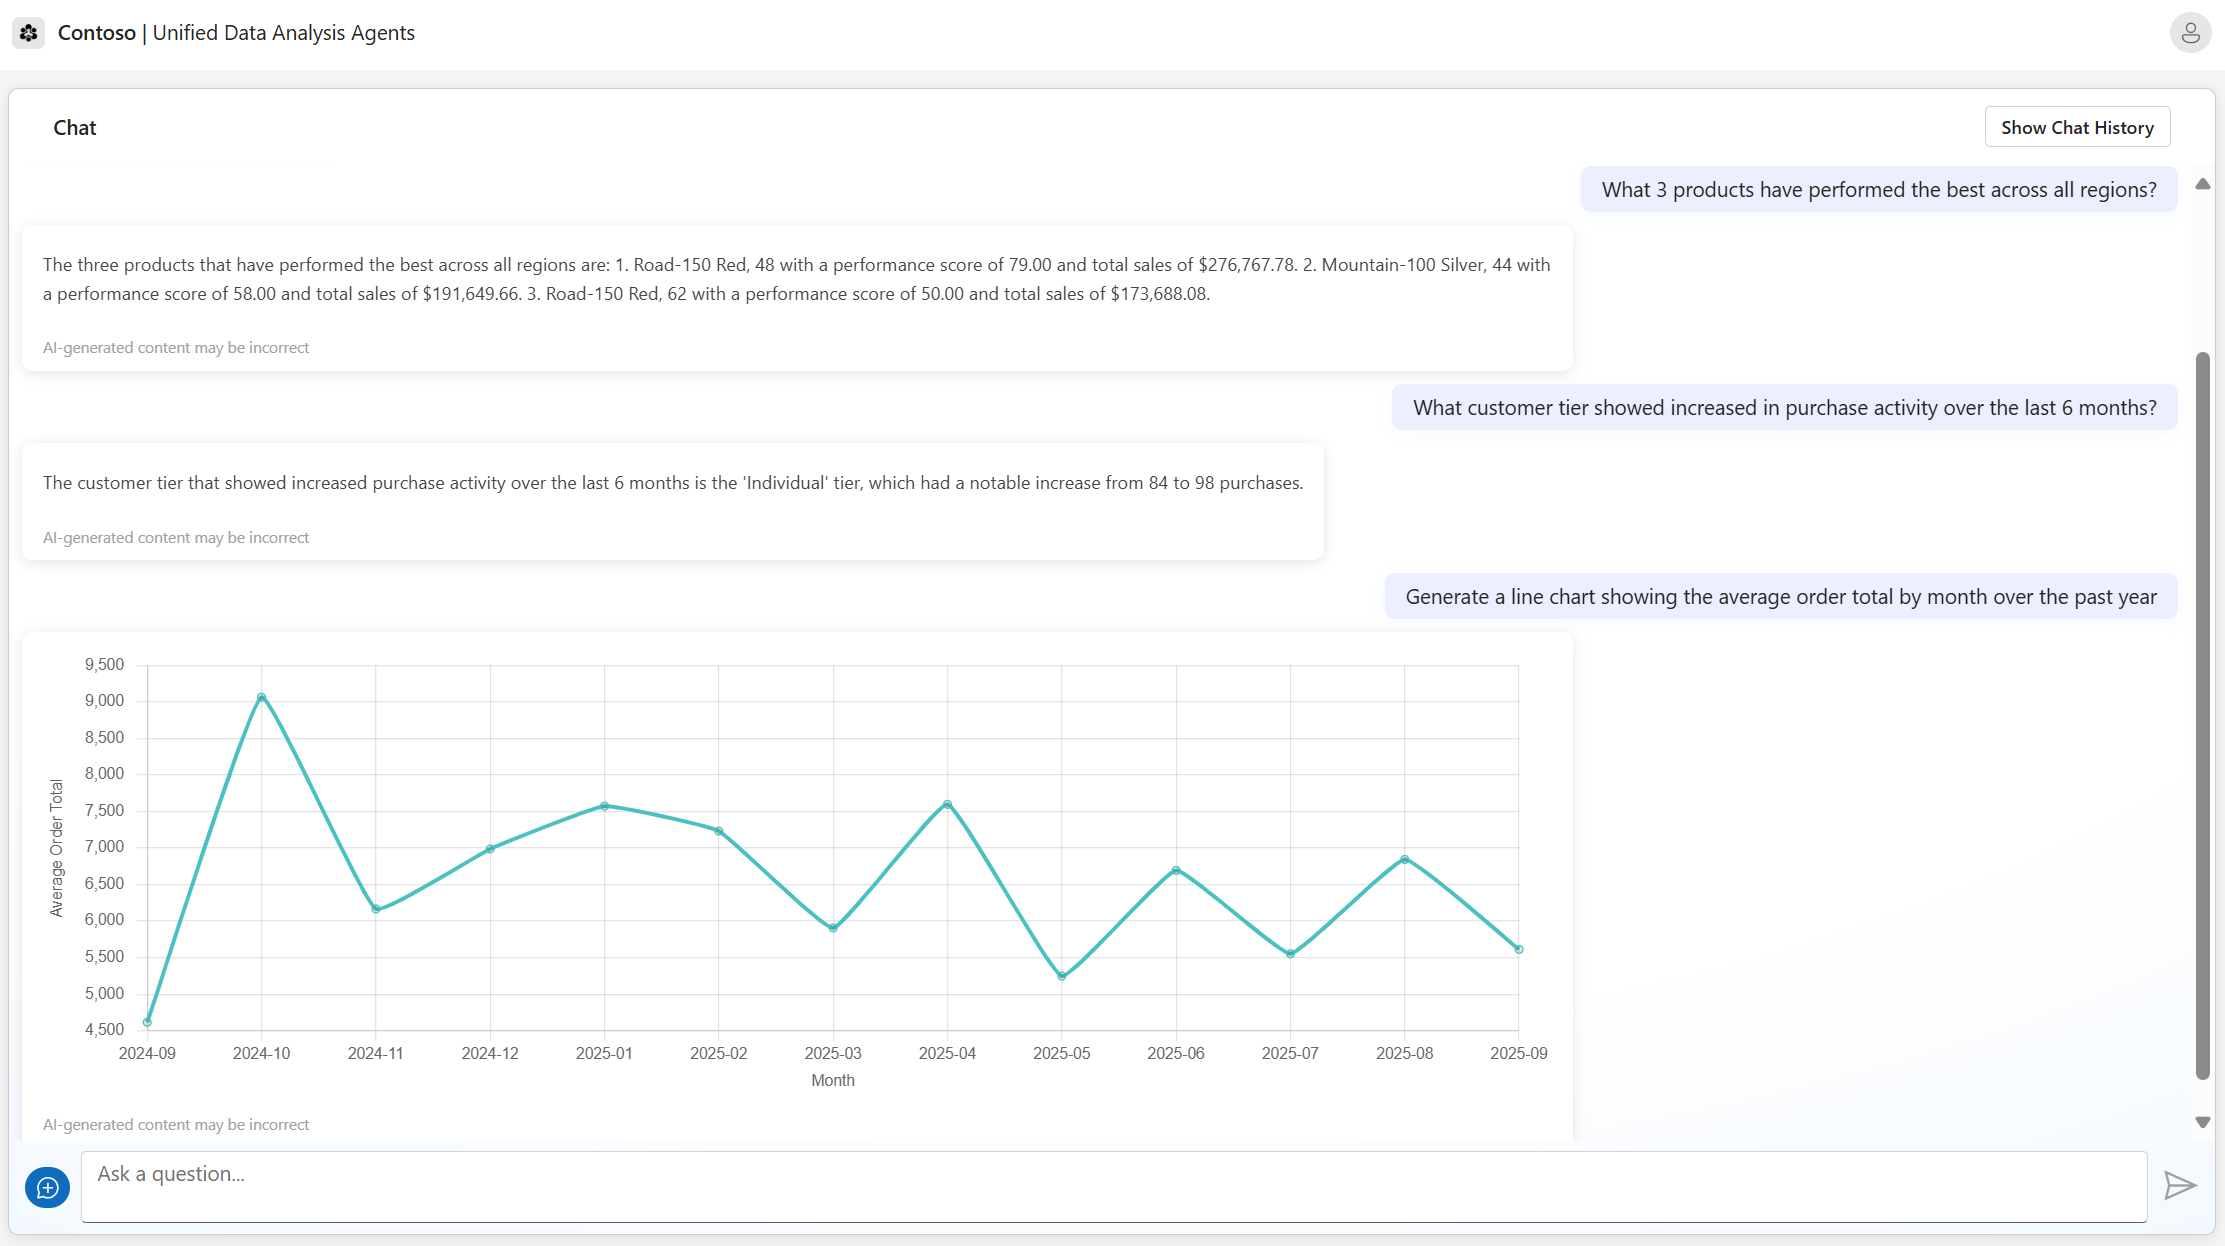 Contoso | Unified Data Analysis Agents
Chat
Show Chat History
What 3 products have performed the best across all regions?
The three products that have performed the best across all regions are: 1. Road-150 Red, 48 with a performance score of 79.00 and total sales of $276,767.78. 2. Mountain-100 Silver, 44 with
a performance score of 58.00 and total sales of $191,649.66. 3. Road-150 Red, 62 with a performance score of 50.00 and total sales of $173,688.08.
AI-generated content may be incorrect
What customer tier showed increased in purchase activity over the last 6 months?
The customer tier that showed increased purchase activity over the last 6 months is the 'Individual' tier, which had a notable increase from 84 to 98 purchases.
AI-generated content may be incorrect
Generate a line chart showing the average order total by month over the past year
9,500
9,000
8,500
8,000
7,500
7,000
6,500
6,000
5,500
5,000
4,500
Average Order Total
2024-09 2024-10 2024-11 2024-12 2025-01 2025-02 2025-03 2025-04 2025-05 2025-06 2025-07 2025-08 2025-09
Month
AI-generated content may be incorrect
Ask a question...